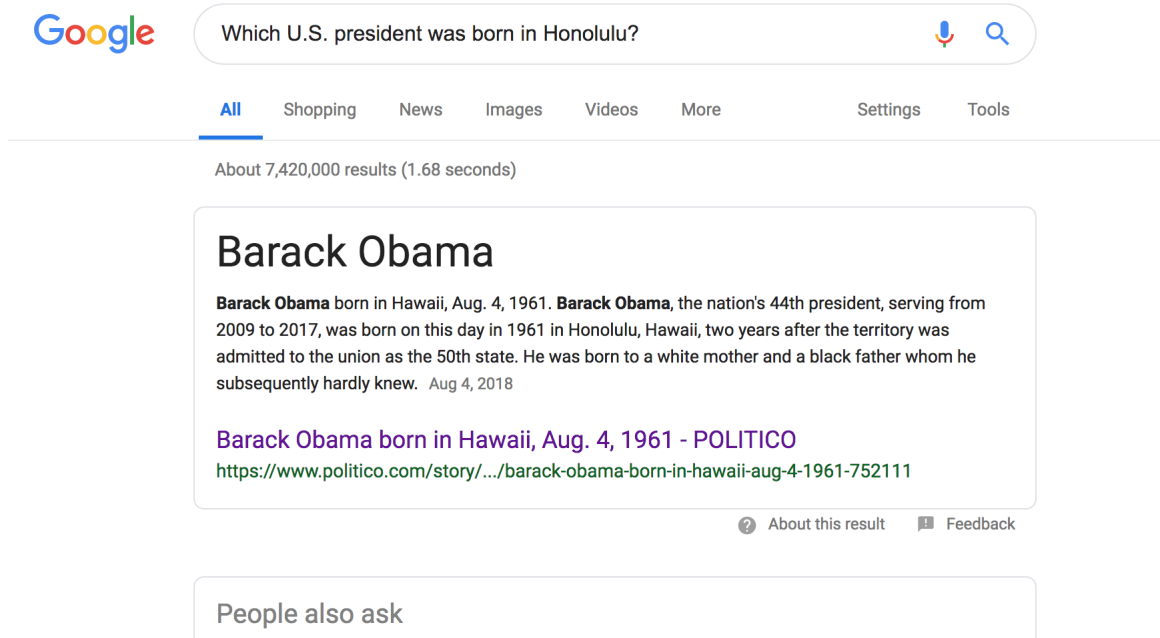 Google
Which U.S. president was born in Honolulu?
All Shopping News Images Videos More Settings Tools
About 7,420,000 results (1.68 seconds)
Barack Obama
Barack Obama born in Hawaii, Aug. 4, 1961. Barack Obama, the nation's 44th president, serving from
2009 to 2017, was born on this day in 1961 in Honolulu, Hawaii, two years after the territory was
admitted to the union as the 50th state. He was born to a white mother and a black father whom he
subsequently hardly knew. Aug 4, 2018
Barack Obama born in Hawaii, Aug. 4, 1961 - POLITICO
https://www.politico.com/story/.../barack-obama-born-in-hawaii-aug-4-1961-752111
About this result Feedback
People also ask